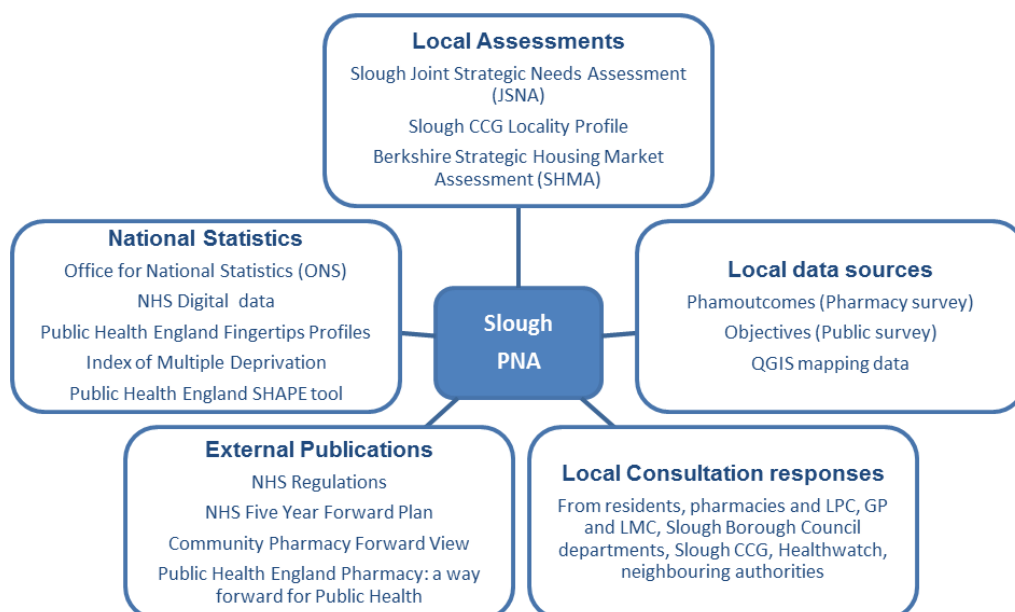 Local Assessments
Slough Joint Strategic Needs Assessment
(JSNA)
Slough CCG Locality Profile
Berkshire Strategic Housing Market
Assessment (SHMA)
National Statistics
Office for National Statistics (ONS)
NHS Digital data
Public Health England Fingertips Profiles
Index of Multiple Deprivation
Public Health England SHAPE tool
Slough
PNA
Local data sources
Phamoutcomes (Pharmacy survey)
Objectives (Public survey)
QGIS mapping data
External Publications
NHS Regulations
NHS Five Year Forward Plan
Community Pharmacy Forward View
Public Health England Pharmacy: a way
forward for Public Health
Local Consultation responses
From residents, pharmacies and LPC, GP
and LMC, Slough Borough Council
departments, Slough CCG, Healthwatch,
neighbouring authorities